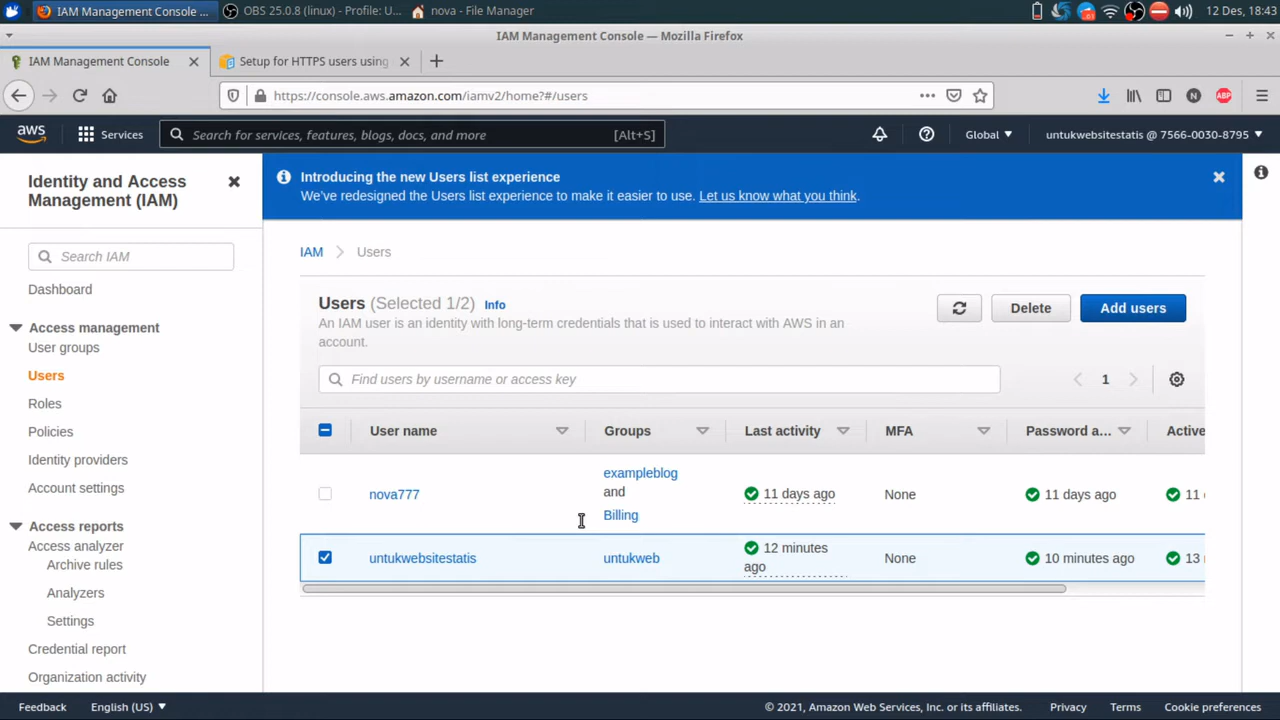 IAM Management Console ...
OBS 25.0.8 (linux) - Profile: U...
nova - File Manager
12 Des, 18:43
IAM Management Console — Mozilla Firefox
IAM Management Console
Setup for HTTPS users using
https://console.aws.amazon.com/iamv2/home?#/users
N
ABP
aws
Services
Search for services, features, blogs, docs, and more
[Alt+S]
Global
untukwebsitestatis @ 7566-0030-8795
Identity and Access
Management (IAM)
Search IAM
Dashboard
Access management
User groups
Users
Roles
Policies
Identity providers
Account settings
Access reports
Access analyzer
Archive rules
Analyzers
Settings
Credential report
Organization activity
Introducing the new Users list experience
We've redesigned the Users list experience to make it easier to use. Let us know what you think.
IAM
Users
Users (Selected 1/2) Info
An IAM user is an identity with long-term credentials that is used to interact with AWS in an
account.
Delete
Add users
Find users by username or access key
1
User name
Groups
Last activity
MFA
Password a...
Active
nova777
exampleblog
and
Billing
11 days ago
None
11 days ago
11
untukwebsitestatis
untukweb
12 minutes
ago
None
10 minutes ago
13
Feedback
English (US)
© 2021, Amazon Web Services, Inc. or its affiliates.
Privacy
Terms
Cookie preferences